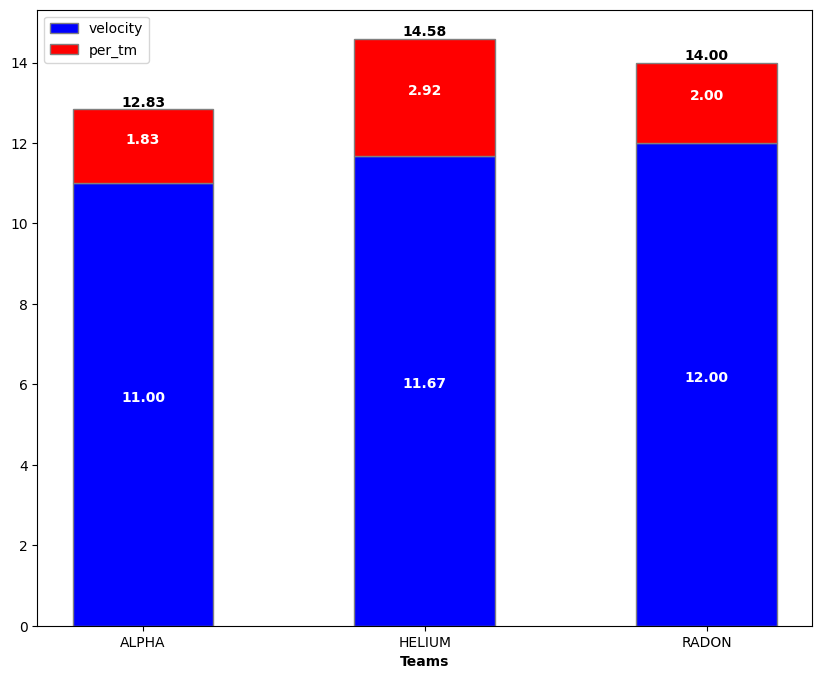 velocity
per_tm
14.58
14.00
12.83
2.92
2.00
1.83
11.00
11.67
12.00
14
12
10
8
6
4
2
0
ALPHA
HELIUM
RADON
Teams